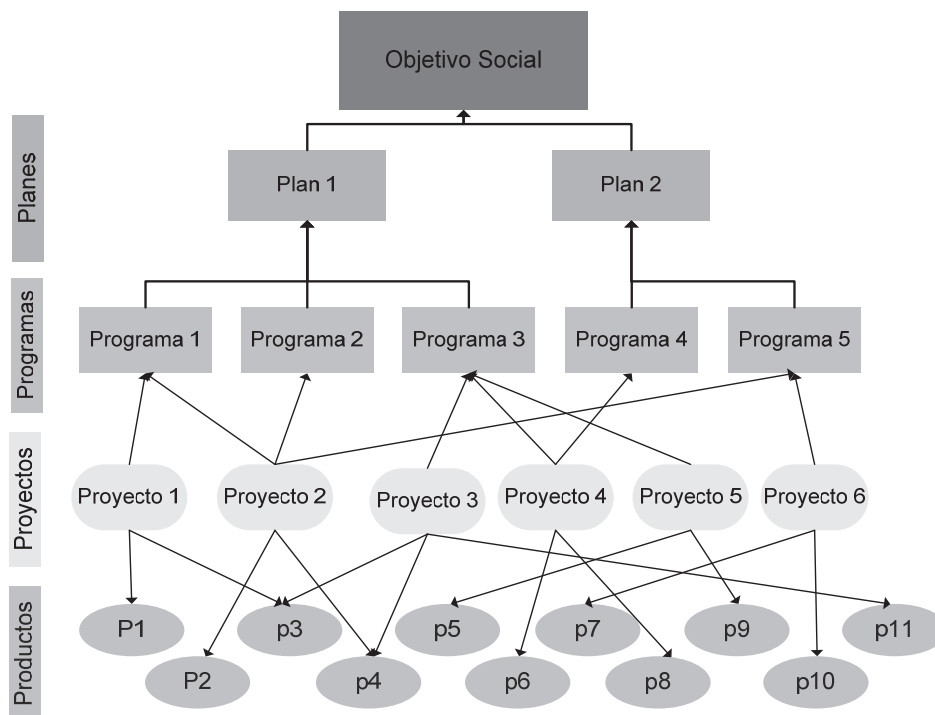 Objetivo Social
Planes
Plan 1
Plan 2
Programas
Programa 1
Programa 2
Programa 3
Programa 4
Programa 5
Proyectos
Proyecto 1
Proyecto 2
Proyecto 3
Proyecto 4
Proyecto 5
Proyecto 6
Productos
P1
p3
p5
p7
p9
p11
P2
p4
p6
p8
p10